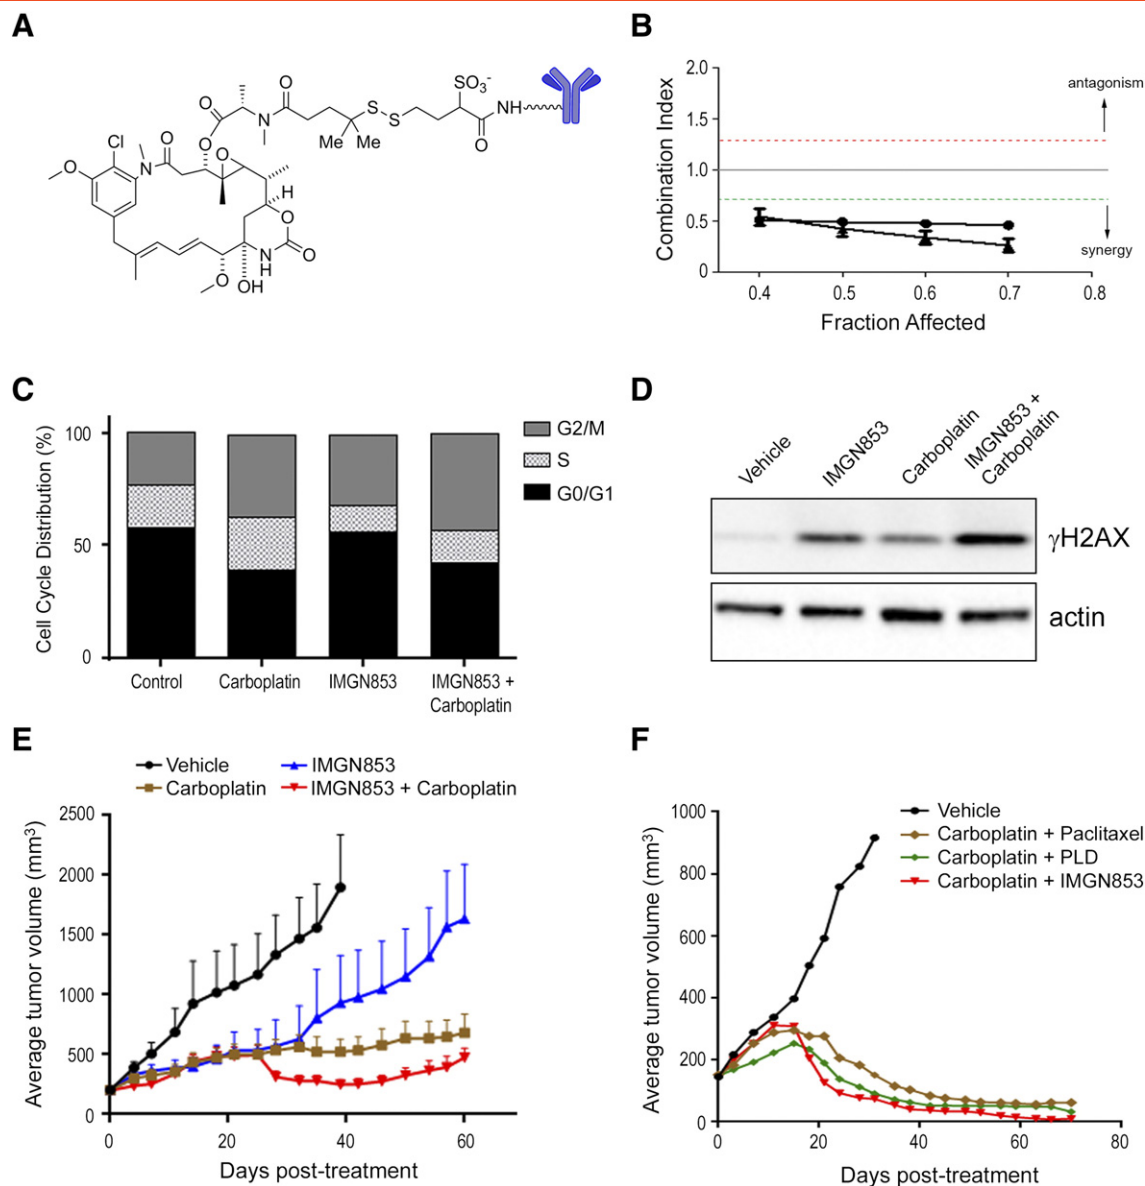 A
O
O
N
O
O
Cl
O
N
O
O
H
O
N
H
O
O
OH
S
S
Me Me
SO3-
NH
O
B
Combination Index
2.0
1.5
1.0
0.5
0
0.4 0.5 0.6 0.7 0.8
Fraction Affected
antagonism
synergy
C
Cell Cycle Distribution (%)
100
50
0
Control Carboplatin IMGN853 IMGN853 +
Carboplatin
G2/M
S
G0/G1
D
Vehicle
IMGN853
Carboplatin
IMGN853 +
Carboplatin
γH2AX
actin
E
Vehicle IMGN853
Carboplatin IMGN853 + Carboplatin
Average tumor volume (mm3)
2500
2000
1500
1000
500
0
0 20 40 60
Days post-treatment
F
Vehicle
Carboplatin + Paclitaxel
Carboplatin + PLD
Carboplatin + IMGN853
Average tumor volume (mm3)
1000
800
600
400
200
0
0 20 40 60 80
Days post-treatment